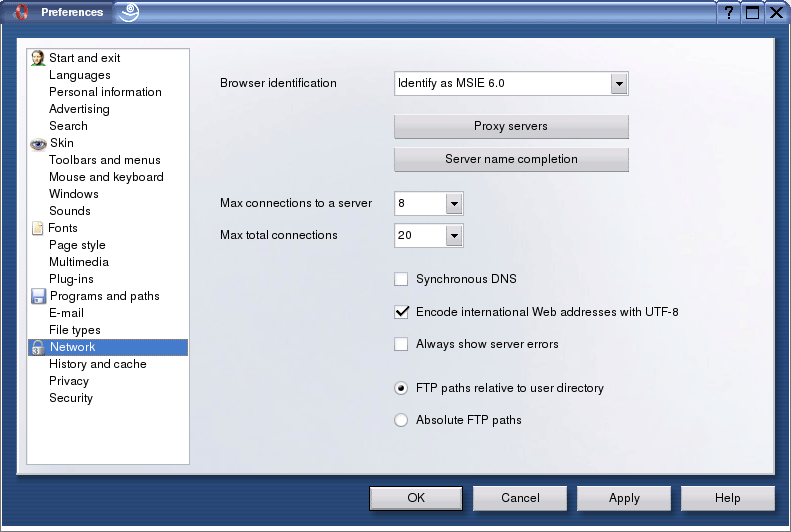 Preferences
?
Start and exit
Languages
Personal information
Advertising
Search
Skin
Toolbars and menus
Mouse and keyboard
Windows
Sounds
Fonts
Page style
Multimedia
Plug-ins
Programs and paths
E-mail
File types
Network
History and cache
Privacy
Security
Browser identification
Identify as MSIE 6.0
Proxy servers
Server name completion
Max connections to a server
8
Max total connections
20
Synchronous DNS
Encode international Web addresses with UTF-8
Always show server errors
FTP paths relative to user directory
Absolute FTP paths
OK
Cancel
Apply
Help